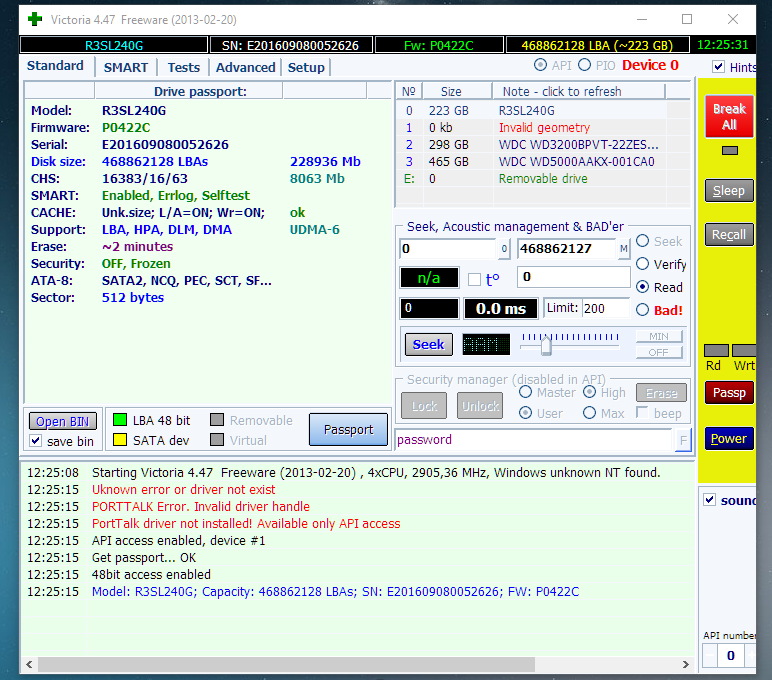 Victoria 4.47 Freeware (2013-02-20)
R3SL240G SN: E201609080052626 Fw: P0422C 468862128 LBA (~223 GB) 12:25:31
Standard SMART Tests Advanced Setup API PIO Device 0 Hints
Drive passport:
Model: R3SL240G
Firmware: P0422C
Serial: E201609080052626
Disk size: 468862128 LBAs 228936 Mb
CHS: 16383/16/63 8063 Mb
SMART: Enabled, Errlog, Selftest
CACHE: Unk.size; L/A=ON; Wr=ON; ok
Support: LBA, HPA, DLM, DMA UDMA-6
Erase: ~2 minutes
Security: OFF, Frozen
ATA-8: SATA2, NCQ, PEC, SCT, SF...
Sector: 512 bytes
Open BIN
save bin
LBA 48 bit Removable
SATA dev Virtual
Passport
Nº Size Note - click to refresh
0 223 GB R3SL240G
1 0 kb Invalid geometry
2 298 GB WDC WD3200BPVT-22ZES...
3 465 GB WDC WD5000AAKX-001CA0
E: 0 Removable drive
Seek, Acoustic management & BAD'er
0 0 468862127 M
n/a t° 0
0 0.0 ms Limit: 200
Seek
Verify
Read
Bad!
Seek AAM MIN
OFF
Security manager (disabled in API)
Lock Unlock Master High Erase
User Max beep
password F
Break
All
Sleep
Recall
Rd Wrt
Passp
Power
sound
API number
0
12:25:08 Starting Victoria 4.47 Freeware (2013-02-20) , 4xCPU, 2905,36 MHz, Windows unknown NT found.
12:25:15 Uknown error or driver not exist
12:25:15 PORTTALK Error. Invalid driver handle
12:25:15 PortTalk driver not installed! Available only API access
12:25:15 API access enabled, device #1
12:25:15 Get passport... OK
12:25:15 48bit access enabled
12:25:15 Model: R3SL240G; Capacity: 468862128 LBAs; SN: E201609080052626; FW: P0422C